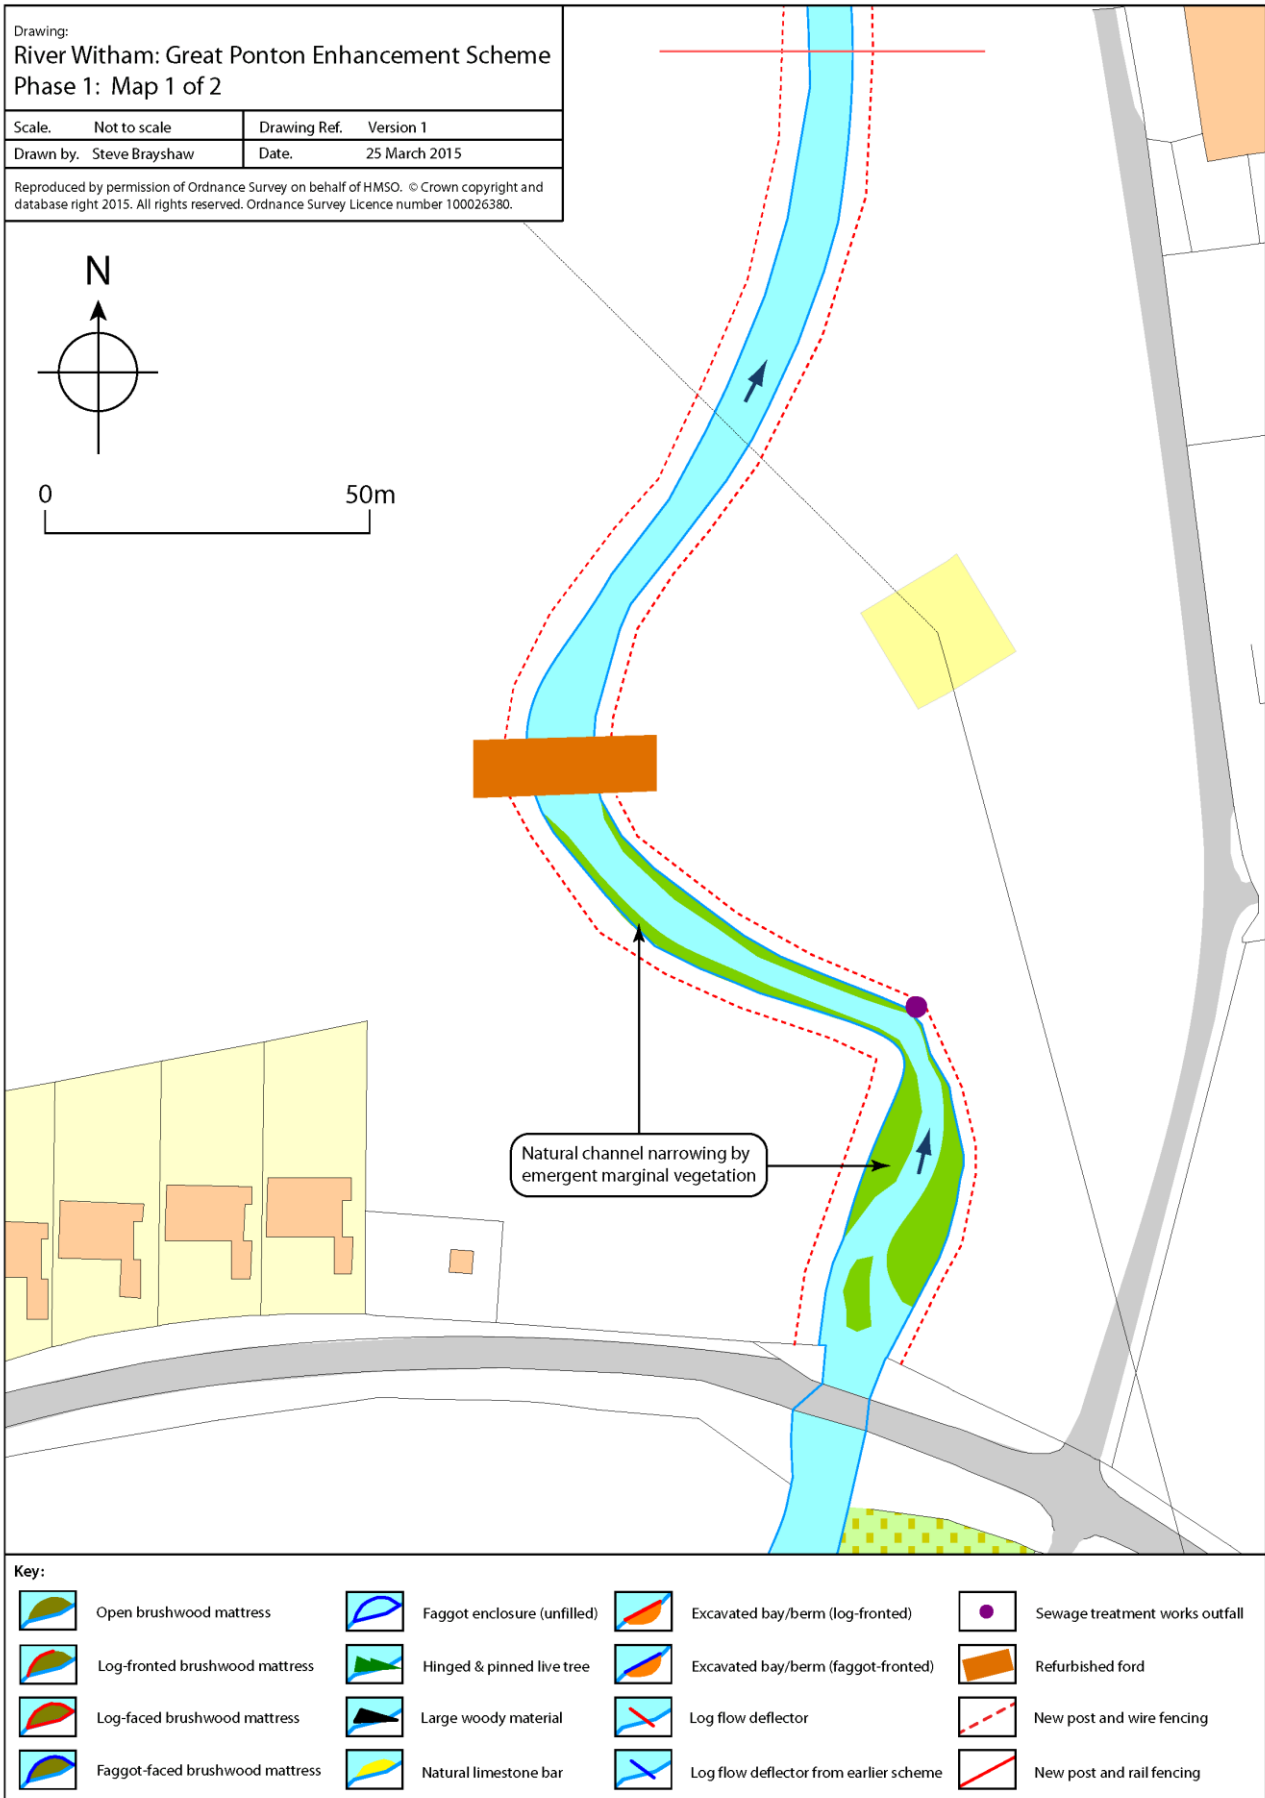 Drawing:
River Witham: Great Ponton Enhancement Scheme
Phase 1: Map 1 of 2
Scale. Not to scale
Drawing Ref. Version 1
Drawn by. Steve Brayshaw
Date. 25 March 2015
Reproduced by permission of Ordnance Survey on behalf of HMSO. © Crown copyright and
database right 2015. All rights reserved. Ordnance Survey Licence number 100026380.
N
0 50m
Natural channel narrowing by
emergent marginal vegetation
Key:
Open brushwood mattress
Log-fronted brushwood mattress
Log-faced brushwood mattress
Faggot-faced brushwood mattress
Faggot enclosure (unfilled)
Hinged & pinned live tree
Large woody material
Natural limestone bar
Excavated bay/berm (log-fronted)
Excavated bay/berm (faggot-fronted)
Log flow deflector
Log flow deflector from earlier scheme
Sewage treatment works outfall
Refurbished ford
New post and wire fencing
New post and rail fencing